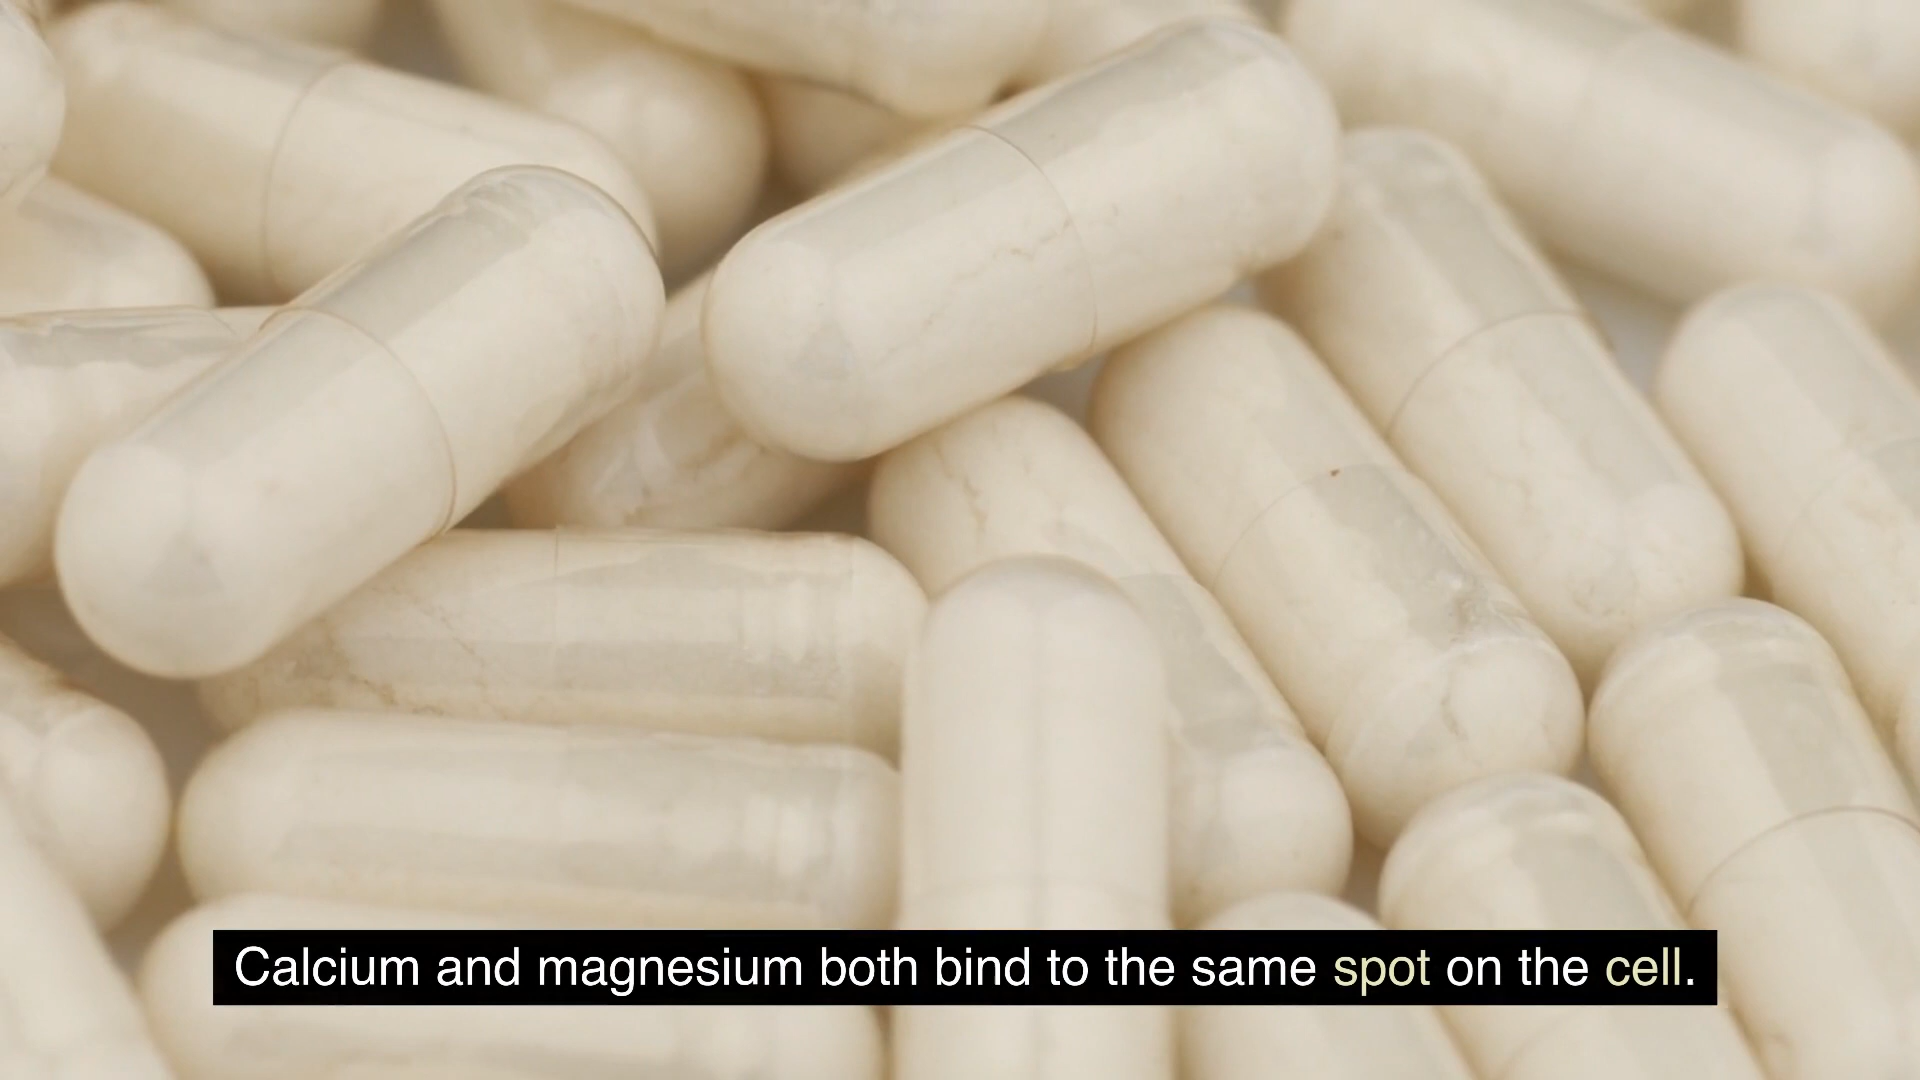 Calcium and magnesium both bind to the same spot on the cell.